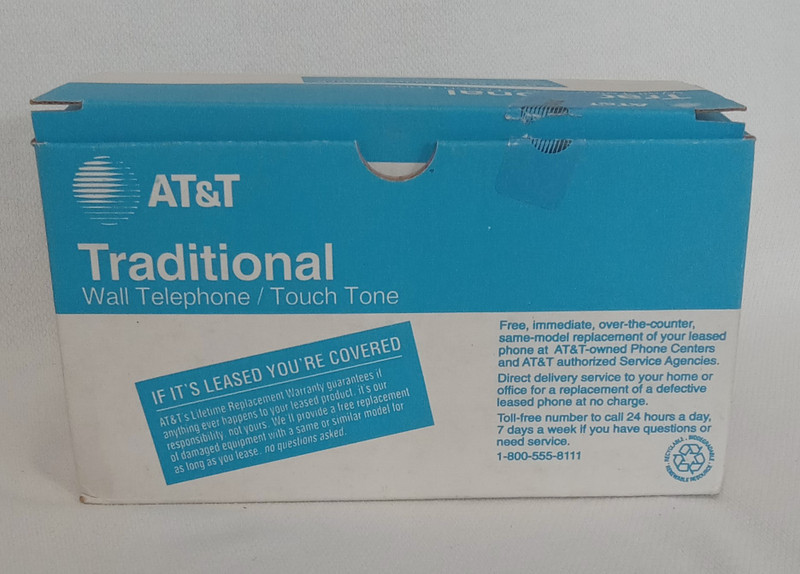 AT&T
AT&T
Traditional
Wall Telephone / Touch Tone
IF IT'S LEASED YOU'RE COVERED
AT&T's Lifetime Replacement Warranty guarantees if
anything ever happens to your leased product, it's our
responsibility, not yours. We'll provide a free replacement
of damaged equipment with a same or similar model for
as long as you lease.. no questions asked.
Free, immediate, over-the-counter,
same-model replacement of your leased
phone at AT&T-owned Phone Centers
and AT&T authorized Service Agencies.
Direct delivery service to your home or
office for a replacement of a defective
leased phone at no charge.
Toll-free number to call 24 hours a day,
7 days a week if you have questions or
need service.
1-800-555-8111
RECYCLABLE · BIODEGRADABLE
RENEWABLE RESOURCE